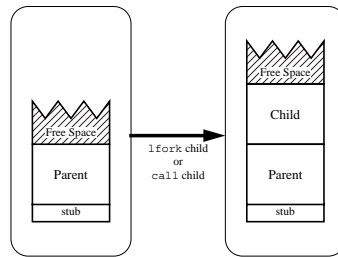 Free Space
Parent
stub
lfork child
or
call child
Free Space
Child
Parent
stub